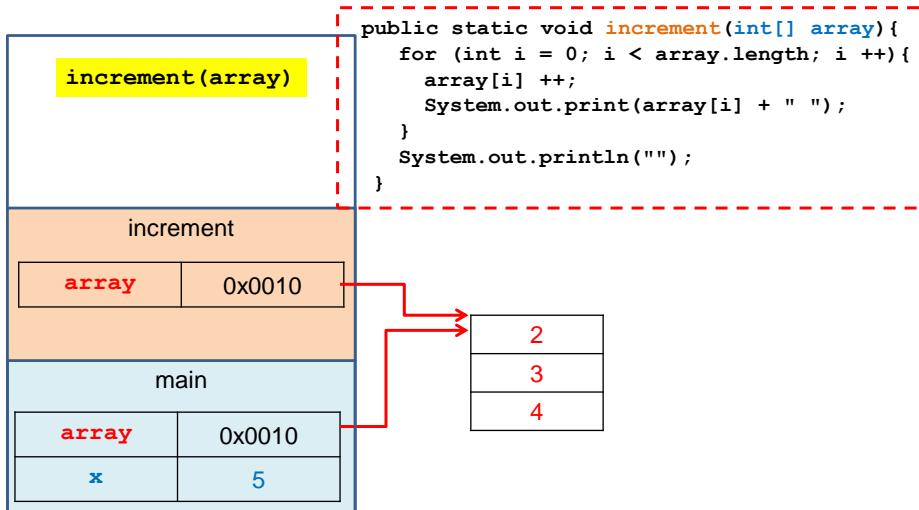 public static void increment(int[] array){
for (int i = 0; i < array.length; i ++){
array[i] ++;
System.out.print(array[i] + " ");
}
System.out.println("");
}
increment(array)
increment
array 0x0010
main
array 0x0010
x 5
2
3
4